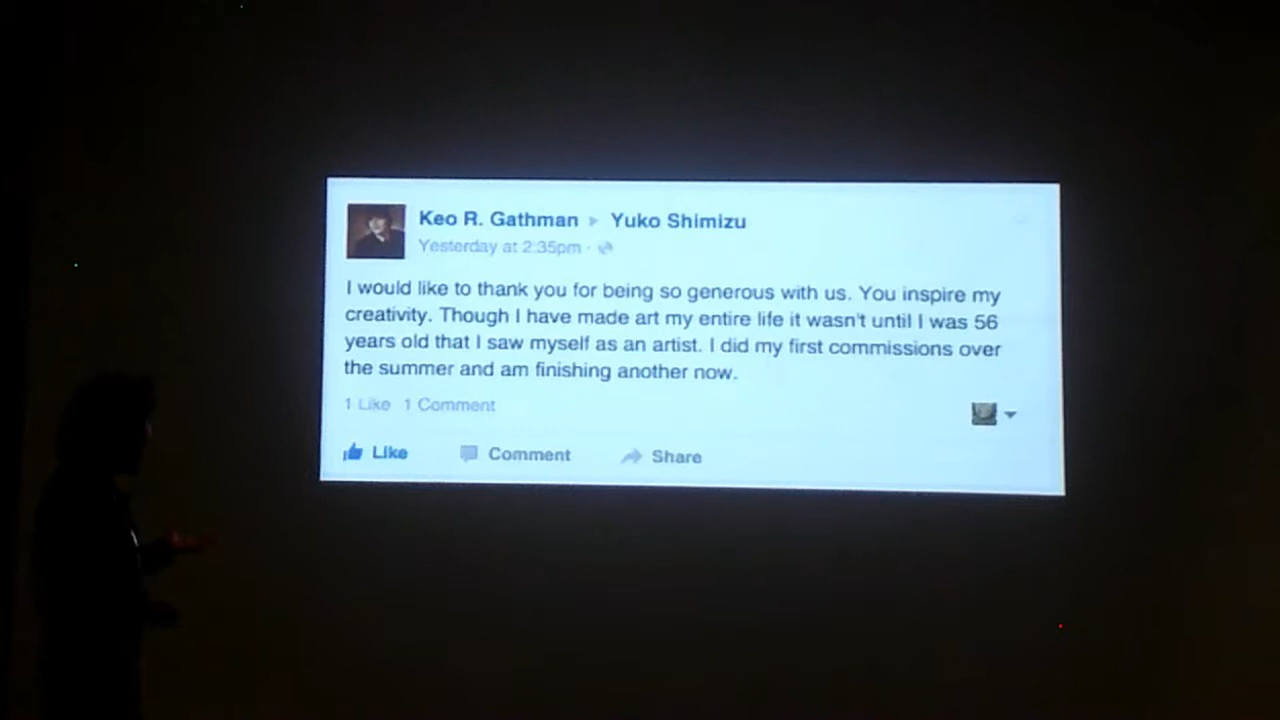 Keo R. Gathman ▸ Yuko Shimizu
Yesterday at 2:35pm ·
I would like to thank you for being so generous with us. You inspire my
creativity. Though I have made art my entire life it wasn't until I was 56
years old that I saw myself as an artist. I did my first commissions over
the summer and am finishing another now.
1 Like 1 Comment
Like Comment Share